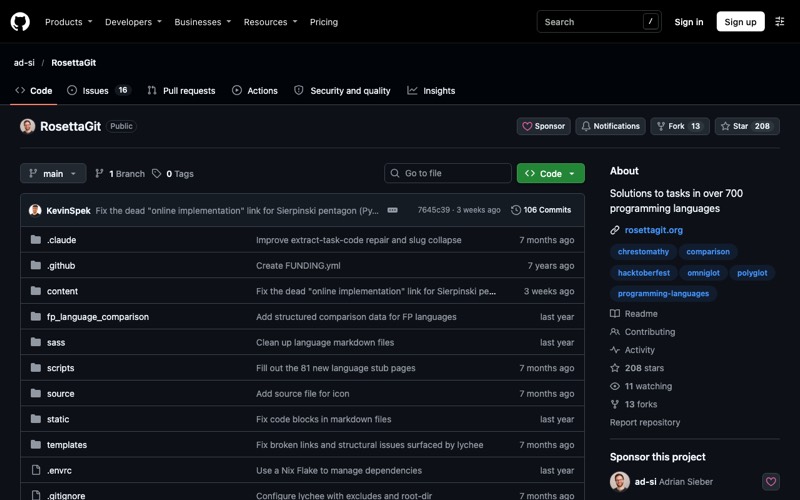 Products Developers Businesses Resources Pricing Search / Sign in Sign up
ad-si / RosettaGit
Code Issues 16 Pull requests Actions Security and quality Insights
RosettaGit Public Sponsor Notifications Fork 13 Star 208
main 1 Branch 0 Tags Go to file Code
KevinSpek Fix the dead "online implementation" link for Sierpinski pentagon (Py... 7645c39 · 3 weeks ago 106 Commits
.claude Improve extract-task-code repair and slug collapse 7 months ago
.github Create FUNDING.yml 7 years ago
content Fix the dead "online implementation" link for Sierpinski pe... 3 weeks ago
fp_language_comparison Add structured comparison data for FP languages last year
sass Clean up language markdown files last year
scripts Fill out the 81 new language stub pages 7 months ago
source Add source file for icon 7 months ago
static Fix code blocks in markdown files last year
templates Fix broken links and structural issues surfaced by lychee 7 months ago
.envrc Use a Nix Flake to manage dependencies last year
.gitignore Configure lychee with excludes and root-dir 7 months ago
About
Solutions to tasks in over 700
programming languages
rosettagit.org
chrestomathy comparison
hacktoberfest omniglot polyglot
programming-languages
Readme
Contributing
Activity
208 stars
11 watching
13 forks
Report repository
Sponsor this project
ad-si Adrian Sieber